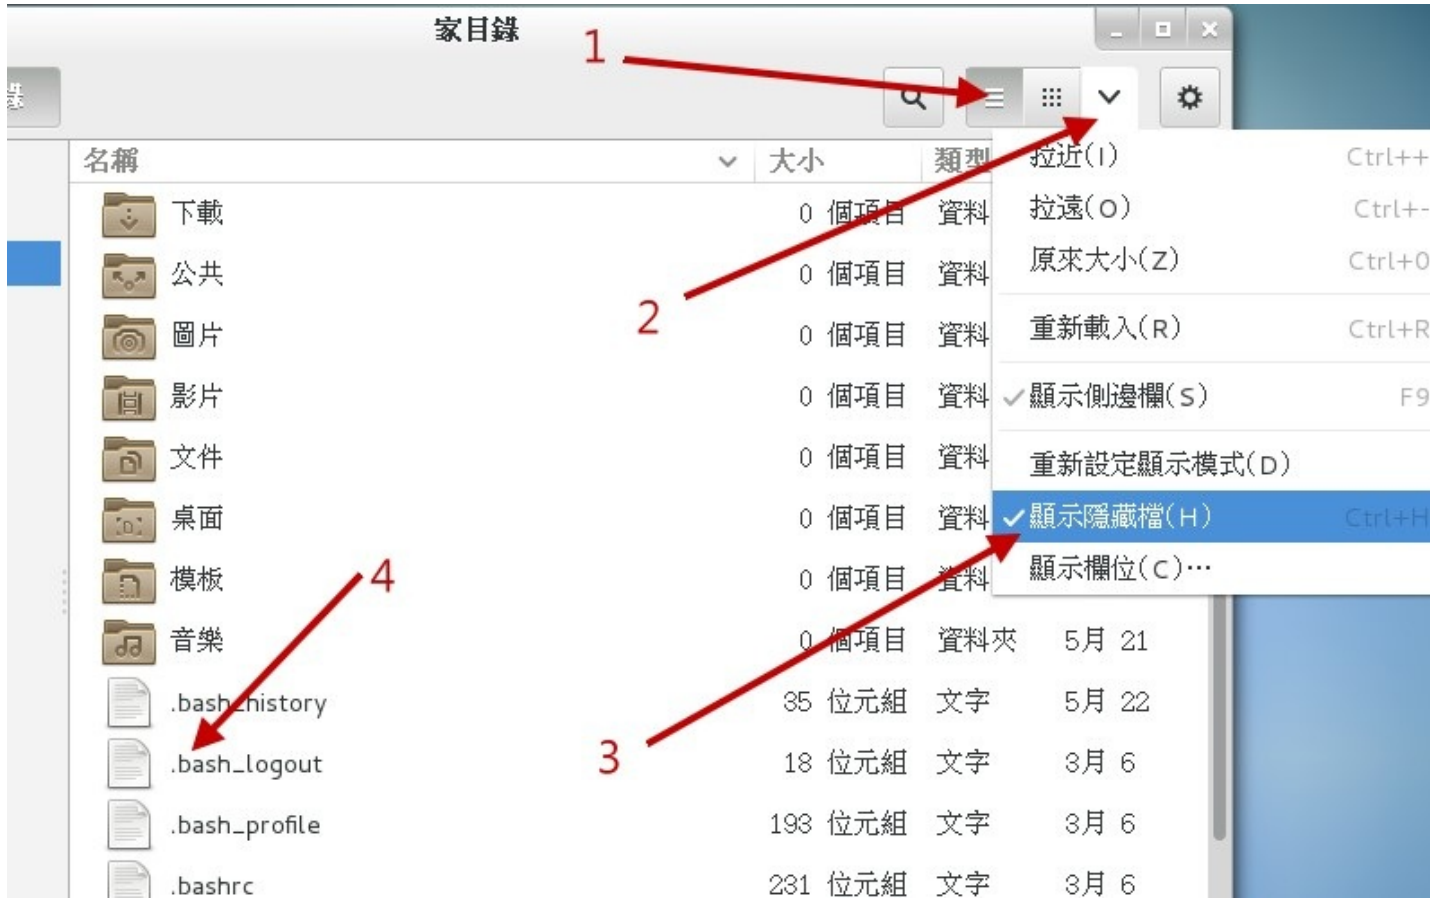 家目錄
1
錄
名稱 大小 類型
下載 0 個項目 資料
公共 0 個項目 資料
圖片 0 個項目 資料
影片 0 個項目 資料
文件 0 個項目 資料
桌面 0 個項目 資料
模板 0 個項目 資料
音樂 0 個項目 資料夾 5月 21
.bash_history 35 位元組 文字 5月 22
.bash_logout 18 位元組 文字 3月 6
.bash_profile 193 位元組 文字 3月 6
.bashrc 231 位元組 文字 3月 6
拉近(I) Ctrl++
拉遠(O) Ctrl+-
原來大小(Z) Ctrl+0
重新載入(R) Ctrl+R
顯示側邊欄(S) F9
重新設定顯示模式(D)
顯示隱藏檔(H) Ctrl+H
顯示欄位(C)…
2
3
4